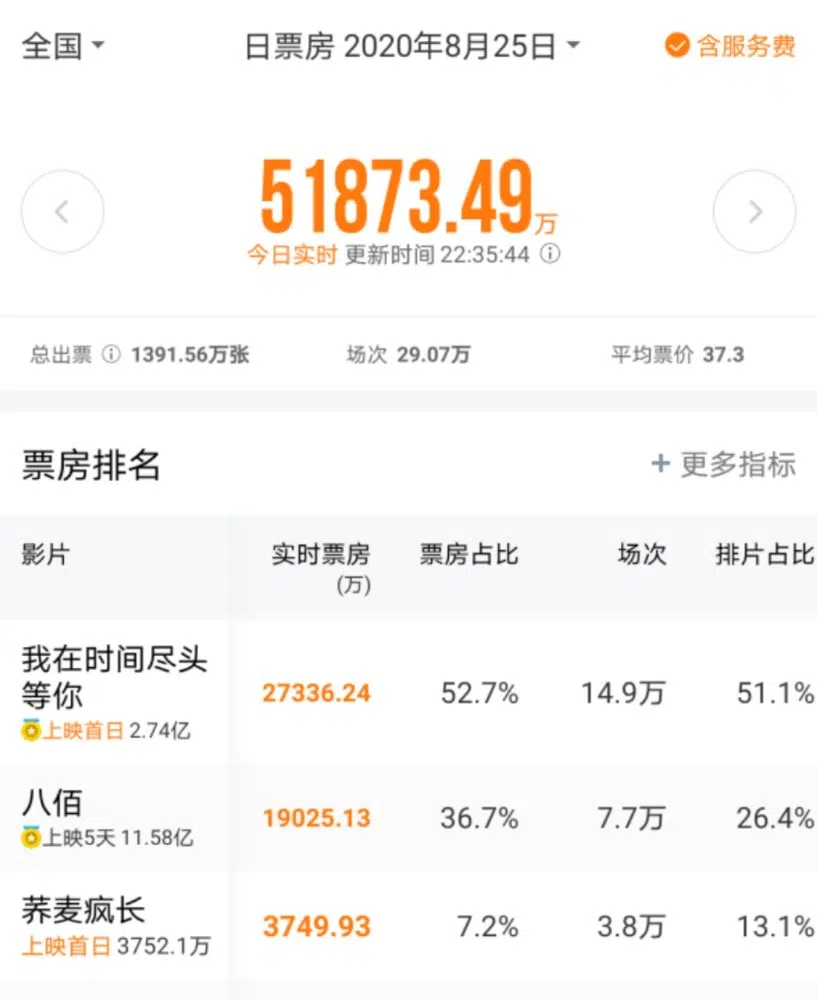 全国 日票房 2020年8月25日 含服务费
51873.49万
今日实时 更新时间 22:35:44
总出票 1391.56万张 场次 29.07万 平均票价 37.3
票房排名 + 更多指标
影片 实时票房 票房占比 场次 排片占比
(万)
我在时间尽头
等你 27336.24 52.7% 14.9万 51.1%
上映首日 2.74亿
八佰 19025.13 36.7% 7.7万 26.4%
上映5天 11.58亿
荞麦疯长 3749.93 7.2% 3.8万 13.1%
上映首日 3752.1万